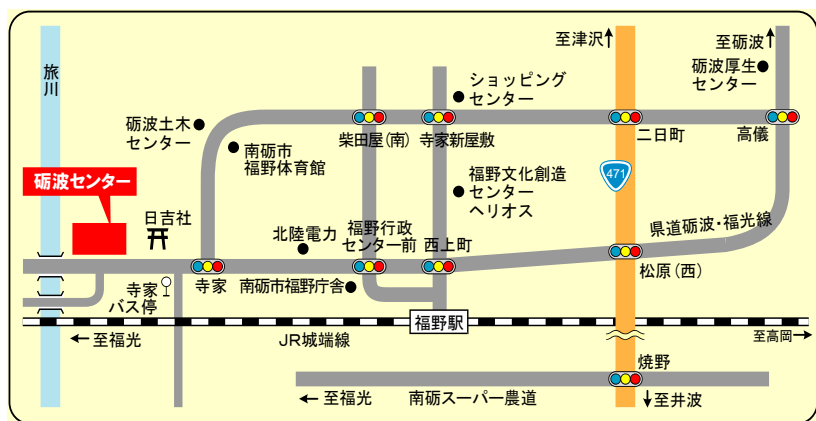 至津沢
至砺波
旅川
ショッピング
センター
砺波厚生
センター
砺波土木
センター
柴田屋(南)
寺家新屋敷
二日町
高儀
南砺市
福野体育館
砺波センター
福野文化創造
センター
ヘリオス
471
日吉社
北陸電力
福野行政
センター前
西上町
県道砺波・福光線
寺家
南砺市福野庁舎
松原(西)
寺家
バス停
福野駅
至福光
JR城端線
至高岡
焼野
至福光
南砺スーパー農道
至井波